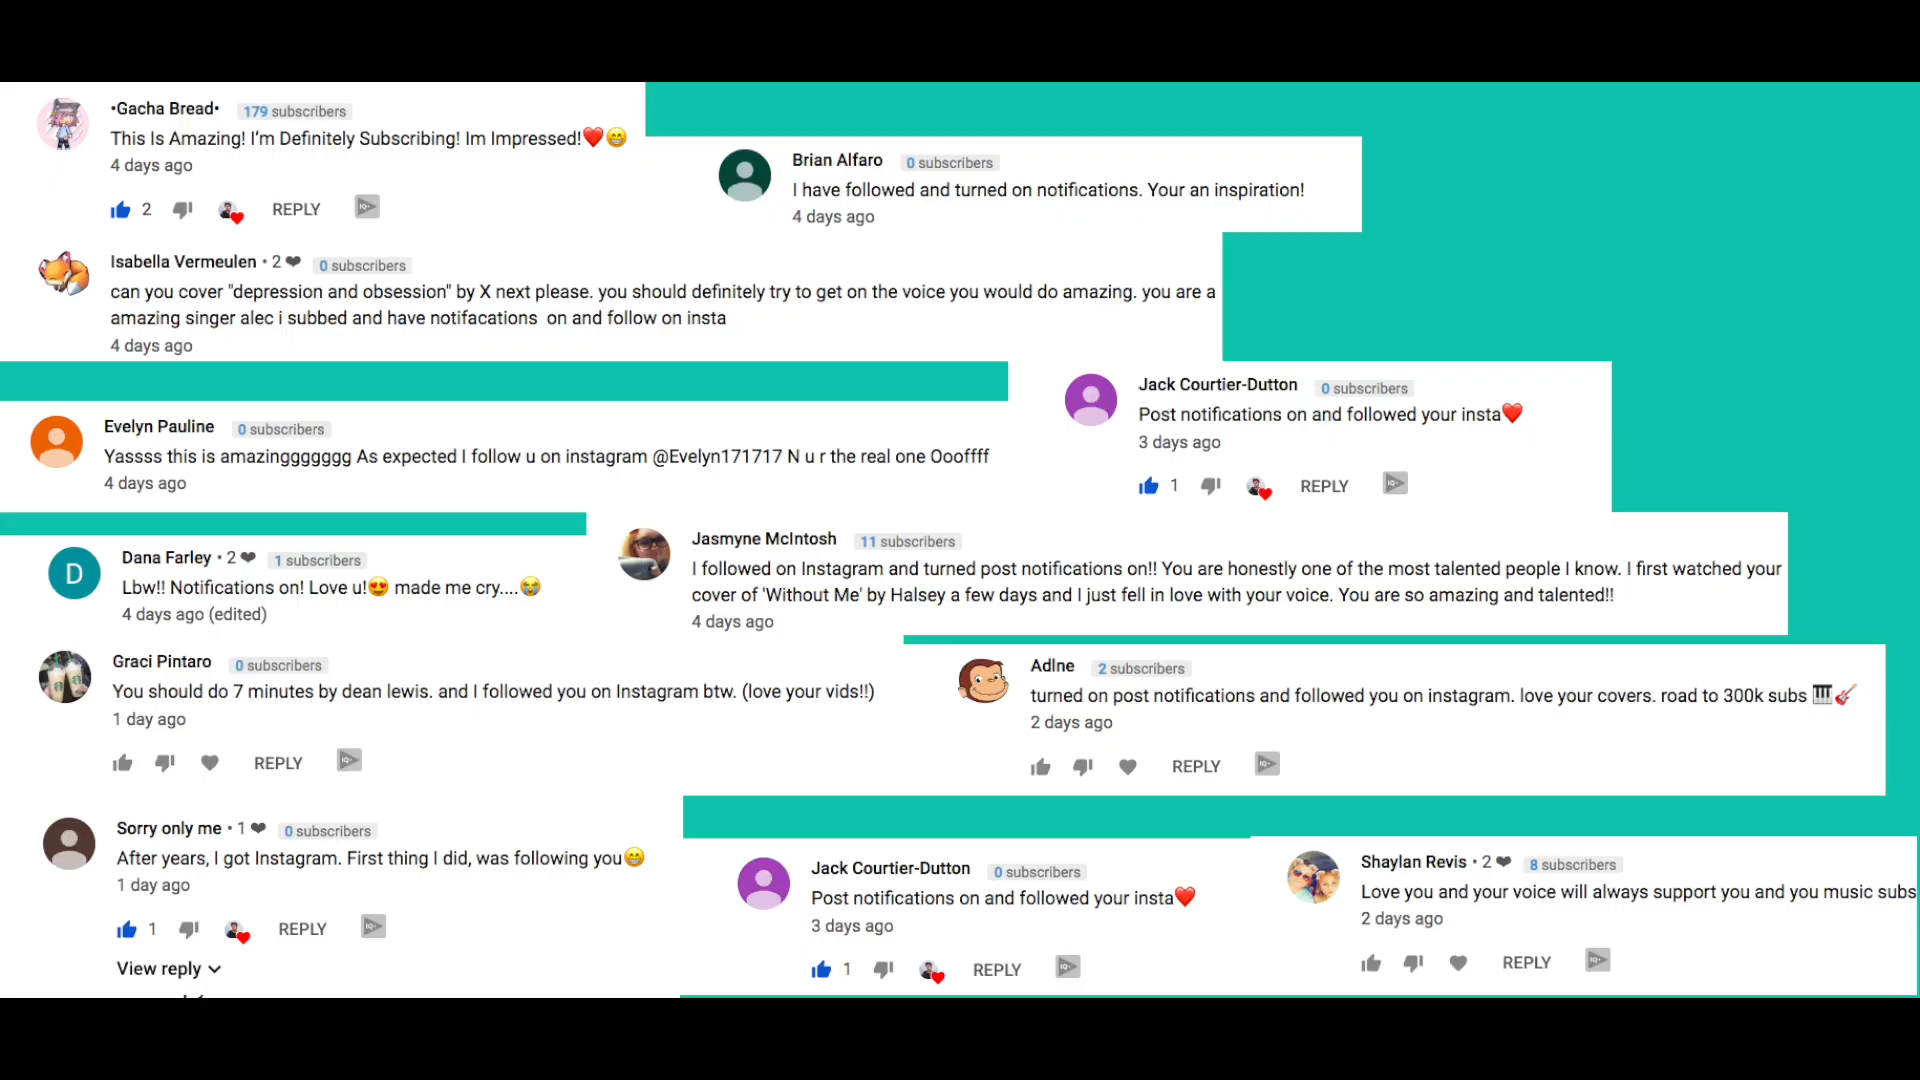 •Gacha Bread• 179 subscribers
This Is Amazing! I’m Definitely Subscribing! Im Impressed!❤️😁
4 days ago
2 REPLY
Brian Alfaro 0 subscribers
I have followed and turned on notifications. Your an inspiration!
4 days ago
Isabella Vermeulen • 2 ❤ 0 subscribers
can you cover "depression and obsession" by X next please. you should definitely try to get on the voice you would do amazing. you are a
amazing singer alec i subbed and have notifacations on and follow on insta
4 days ago
Jack Courtier-Dutton 0 subscribers
Post notifications on and followed your insta❤️
3 days ago
1 REPLY
Evelyn Pauline 0 subscribers
Yassss this is amazinggggggg As expected I follow u on instagram @Evelyn171717 N u r the real one Oooffff
4 days ago
Jasmyne McIntosh 11 subscribers
I followed on Instagram and turned post notifications on!! You are honestly one of the most talented people I know. I first watched your
cover of 'Without Me' by Halsey a few days and I just fell in love with your voice. You are so amazing and talented!!
4 days ago
D
Dana Farley • 2 ❤ 1 subscribers
Lbw!! Notifications on! Love u!😍 made me cry....😭
4 days ago (edited)
Graci Pintaro 0 subscribers
You should do 7 minutes by dean lewis. and I followed you on Instagram btw. (love your vids!!)
1 day ago
REPLY
Adlne 2 subscribers
turned on post notifications and followed you on instagram. love your covers. road to 300k subs 🎹🎸
2 days ago
REPLY
Sorry only me • 1 ❤ 0 subscribers
After years, I got Instagram. First thing I did, was following you😁
1 day ago
1 REPLY
View reply
Jack Courtier-Dutton 0 subscribers
Post notifications on and followed your insta❤️
3 days ago
1 REPLY
Shaylan Revis • 2 ❤ 8 subscribers
Love you and your voice will always support you and you music subs
2 days ago
REPLY